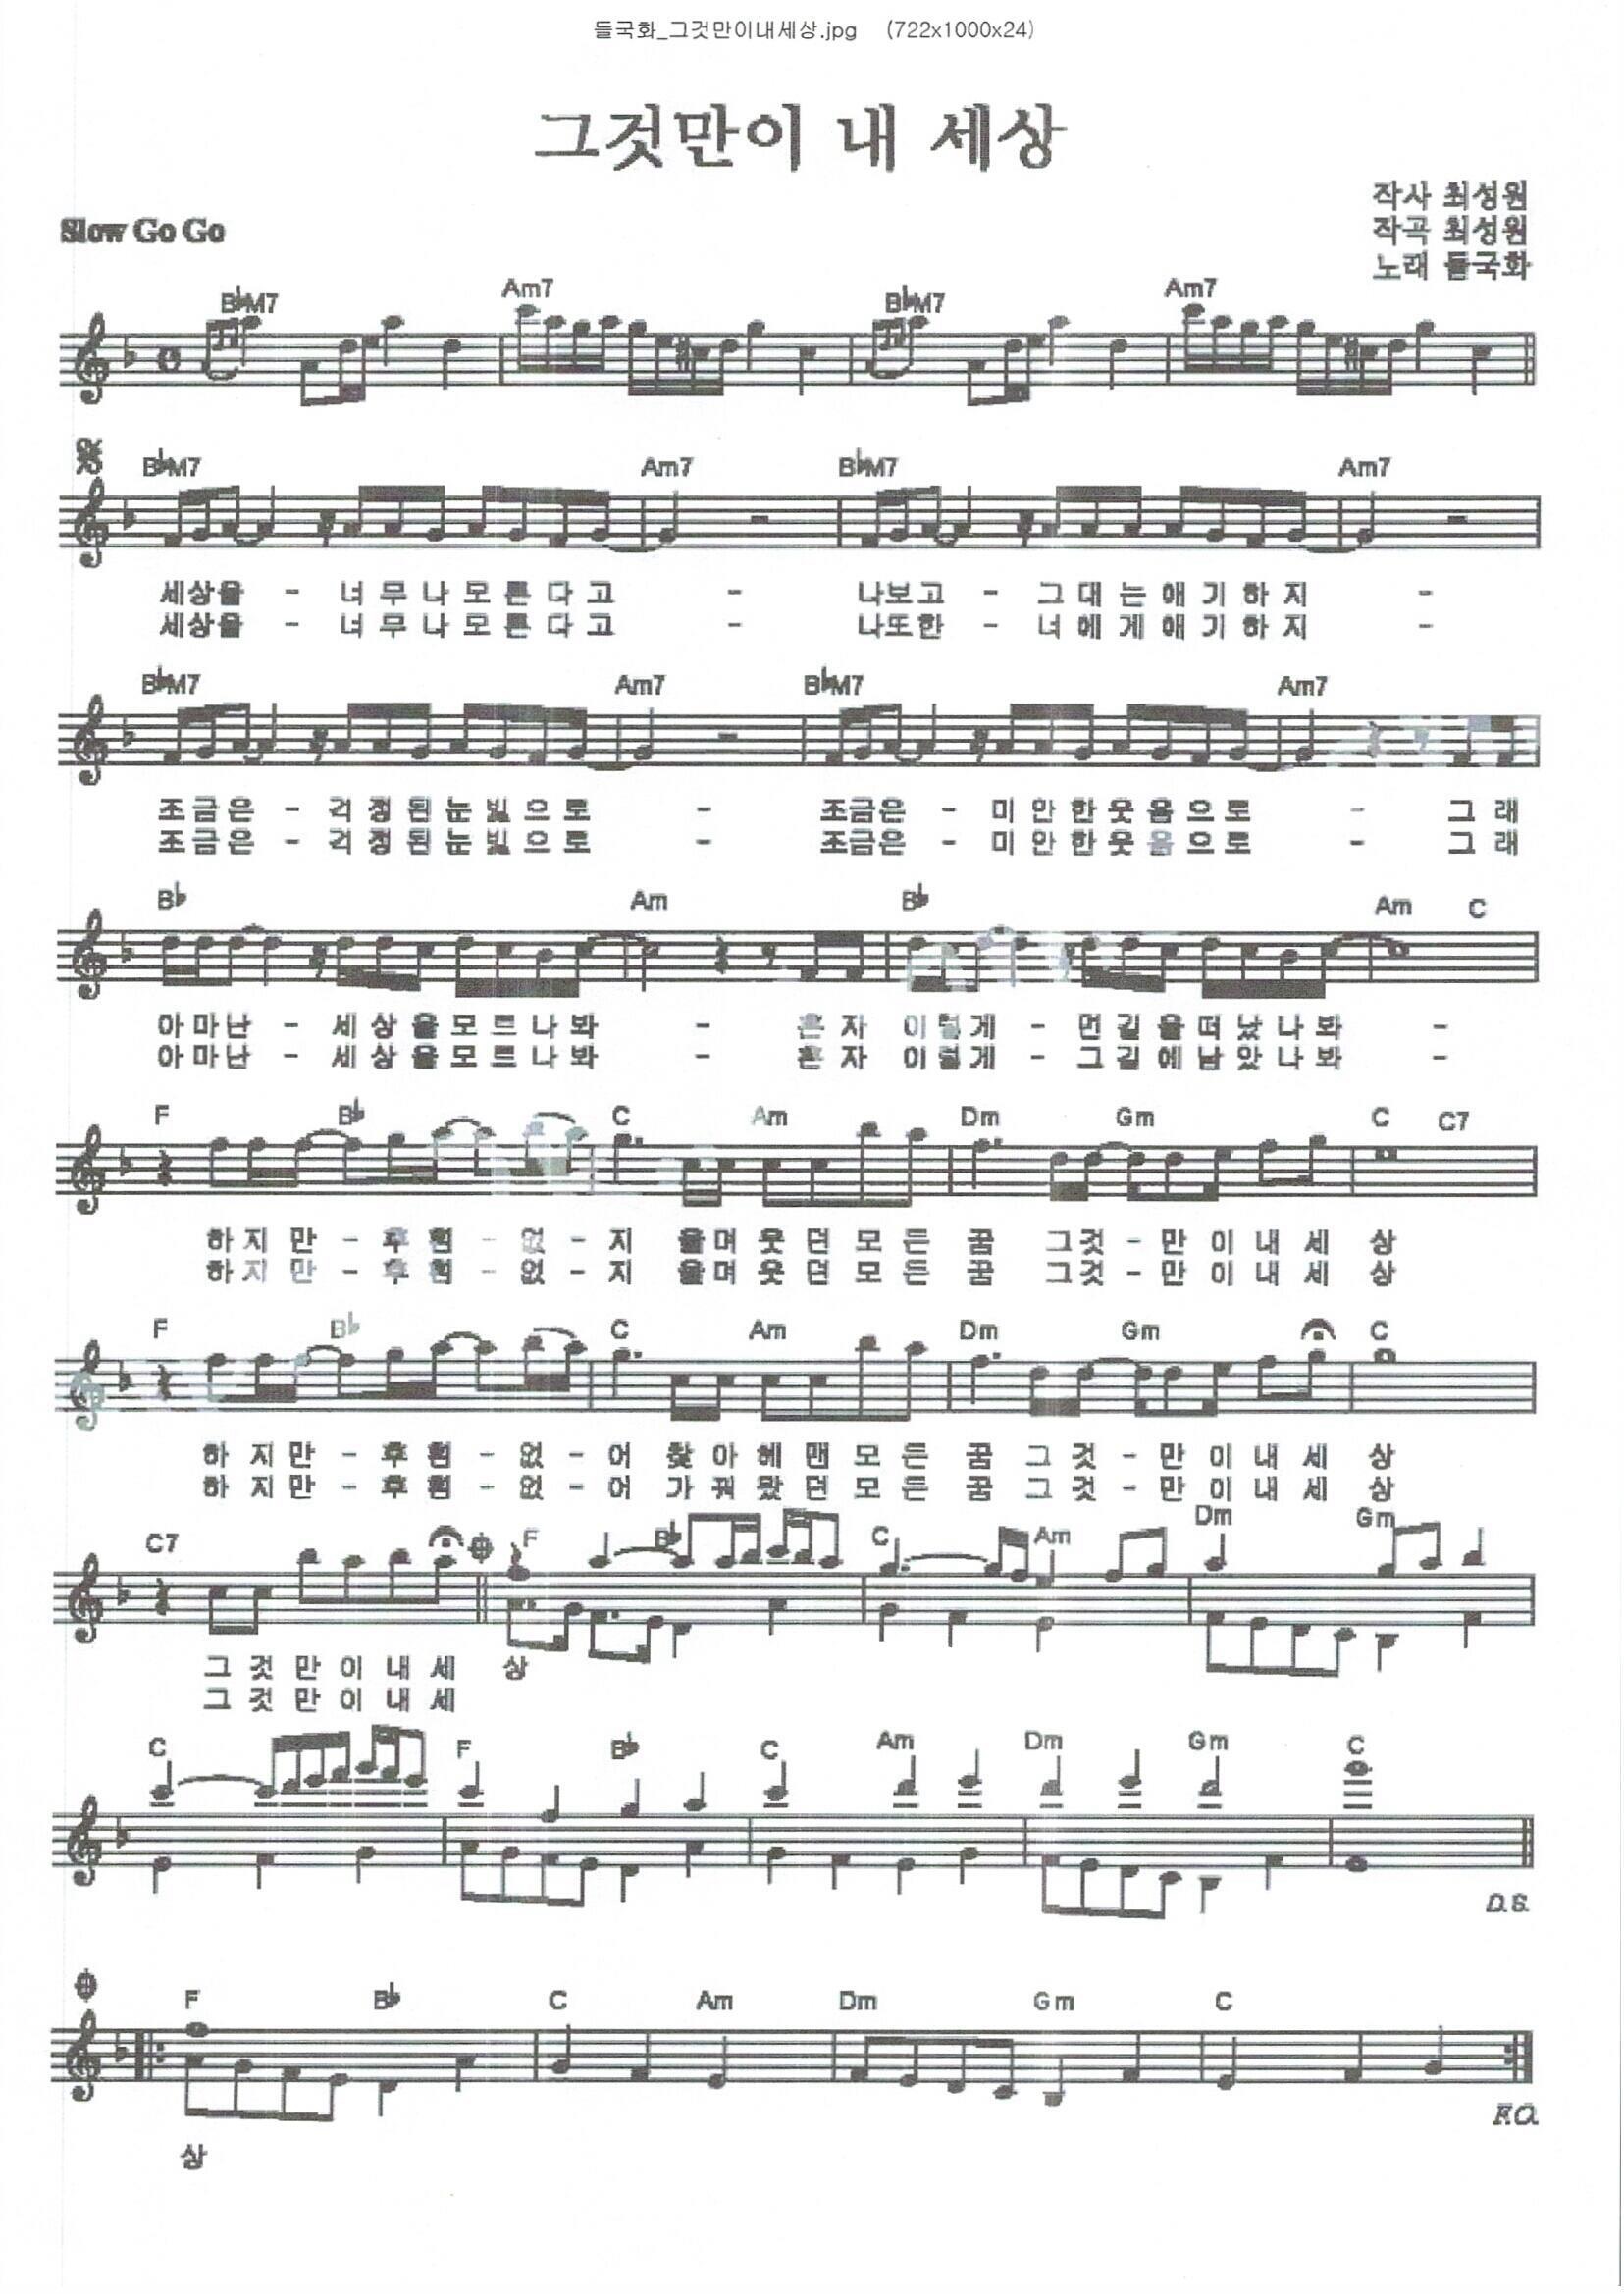 들국화_그것만이내세상.jpg (722x1000x24)
그것만이 내 세상
작사 최성원
Slow Go Go
작곡 최성원
노래 들국화
B♭M7 Am7 B♭M7 Am7
B♭M7 Am7 B♭M7 Am7
세상을 - 너 무 나 모 른 다 고 - 나보고 - 그 대 는 얘 기 하 지 -
세상을 - 너 무 나 모 른 다 고 - 나또한 - 너 에 게 얘 기 하 지 -
B♭M7 Am7 B♭M7 Am7
조금은 - 걱 정 된 눈 빛 으 로 - 조금은 - 미 안 한 웃 음 으 로 - 그 래
조금은 - 걱 정 된 눈 빛 으 로 - 조금은 - 미 안 한 웃 음 으 로 - 그 래
B♭ Am B♭ Am C
아 마 난 - 세 상 을 모 르 나 봐 - 혼 자 이 렇 게 - 먼 길 을 떠 났 나 봐 -
아 마 난 - 세 상 을 모 르 나 봐 - 혼 자 이 렇 게 - 그 길 에 남 았 나 봐 -
F B♭ C Am Dm Gm C C7
하 지 만 - 후 회 - 없 - 지 울 며 웃 던 모 든 꿈 그 것 - 만 이 내 세 상
하 지 만 - 후 회 - 없 - 지 울 며 웃 던 모 든 꿈 그 것 - 만 이 내 세 상
F B♭ C Am Dm Gm C
하 지 만 - 후 회 - 없 - 어 찾 아 헤 맨 모 든 꿈 그 것 - 만 이 내 세 상
하 지 만 - 후 회 - 없 - 어 가 꿔 왔 던 모 든 꿈 그 것 - 만 이 내 세 상
C7 F B♭ C Am Dm Gm
그 것 만 이 내 세 상
그 것 만 이 내 세
C F B♭ C Am Dm Gm C
D.S.
F B♭ C Am Dm Gm C
F.O.
상